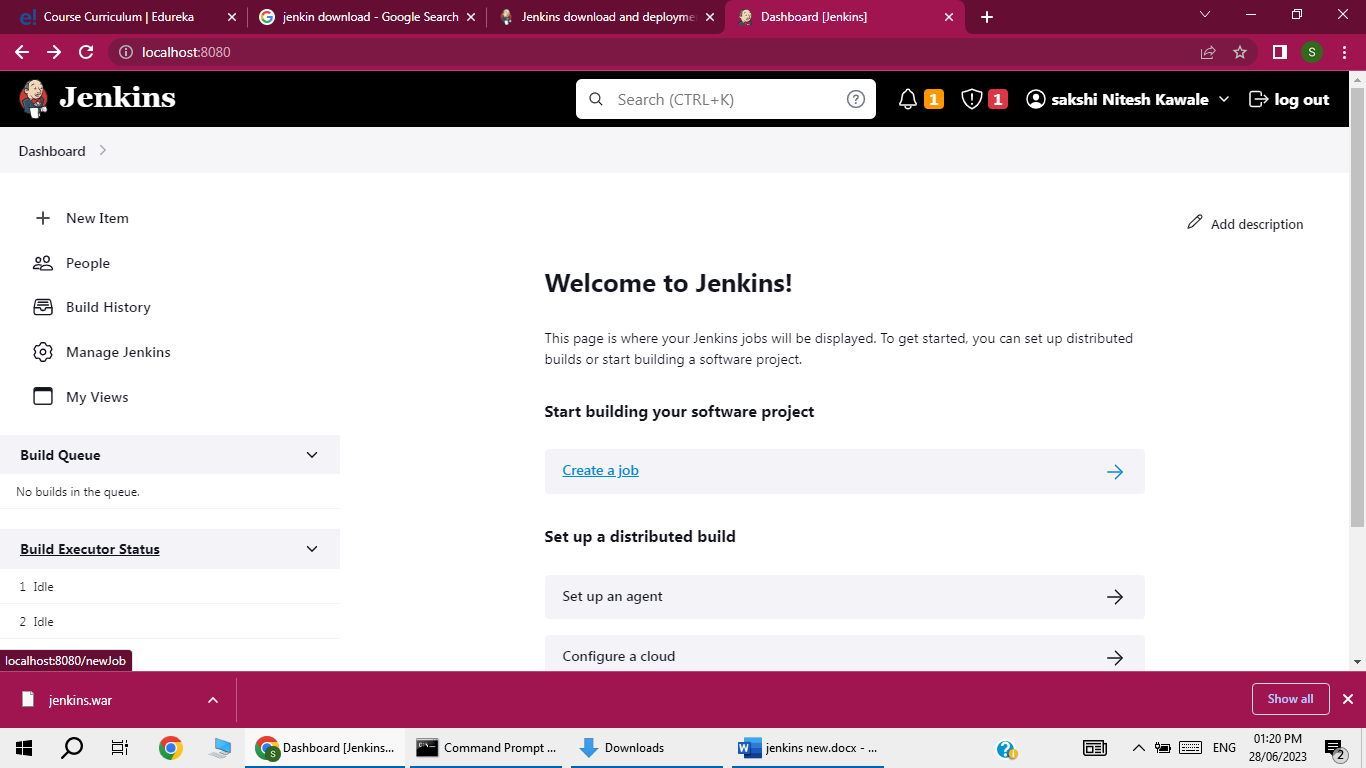 Course Curriculum | Edureka
jenkin download - Google Search
Jenkins download and deployme
Dashboard [Jenkins]
localhost:8080
S
Jenkins
Search (CTRL+K)
1
1
sakshi Nitesh Kawale
log out
Dashboard
New Item
People
Build History
Manage Jenkins
My Views
Add description
Welcome to Jenkins!
This page is where your Jenkins jobs will be displayed. To get started, you can set up distributed
builds or start building a software project.
Start building your software project
Create a job
Set up a distributed build
Set up an agent
Configure a cloud
Build Queue
No builds in the queue.
Build Executor Status
1 Idle
2 Idle
localhost:8080/newJob
jenkins.war
Show all
Dashboard [Jenkins...
Command Prompt ...
Downloads
jenkins new.docx - ...
ENG
01:20 PM
28/06/2023
2